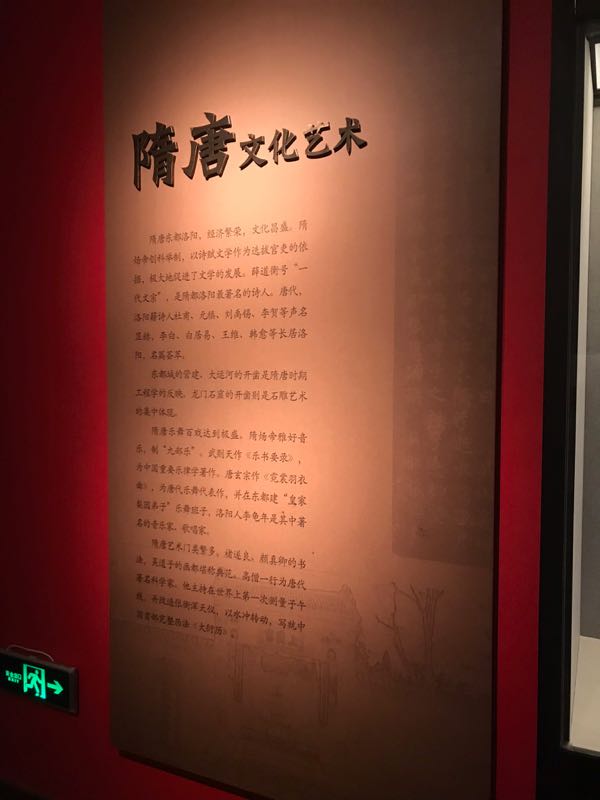 隋唐文化艺术
隋唐东都洛阳，经济繁荣，文化昌盛。隋
炀帝创科举制，以诗赋文学作为选拔官吏的依
据，极大地促进了文学的发展。薛道衡号“一
代文宗”，是隋都洛阳最著名的诗人。唐代，
洛阳籍诗人杜甫、元稹、刘禹锡、李贺等声名
显赫，李白、白居易、王维、韩愈等长居洛
阳，名篇荟萃。
东都城的营建、大运河的开凿是隋唐时期
工程学的反映。龙门石窟的开凿则是石雕艺术
的集中体现。
隋唐乐舞百戏达到极盛。隋炀帝雅好音
乐，制“九部乐”。武则天作《乐书要录》，
为中国重要乐律学著作。唐玄宗作《霓裳羽衣
曲》，为唐代乐舞代表作，并在东都建“皇家
梨园弟子”乐舞班子，洛阳人李龟年是其中著
名的音乐家、歌唱家。
隋唐艺术门类繁多。褚遂良、颜真卿的书
法，吴道子的画都堪称典范。高僧一行为唐代
著名科学家。他主持在世界上第一次测量子午
线，并改造张衡浑天仪，以水冲转动，写就中
国首部完整历法《大衍历》。
安全出口
EXIT